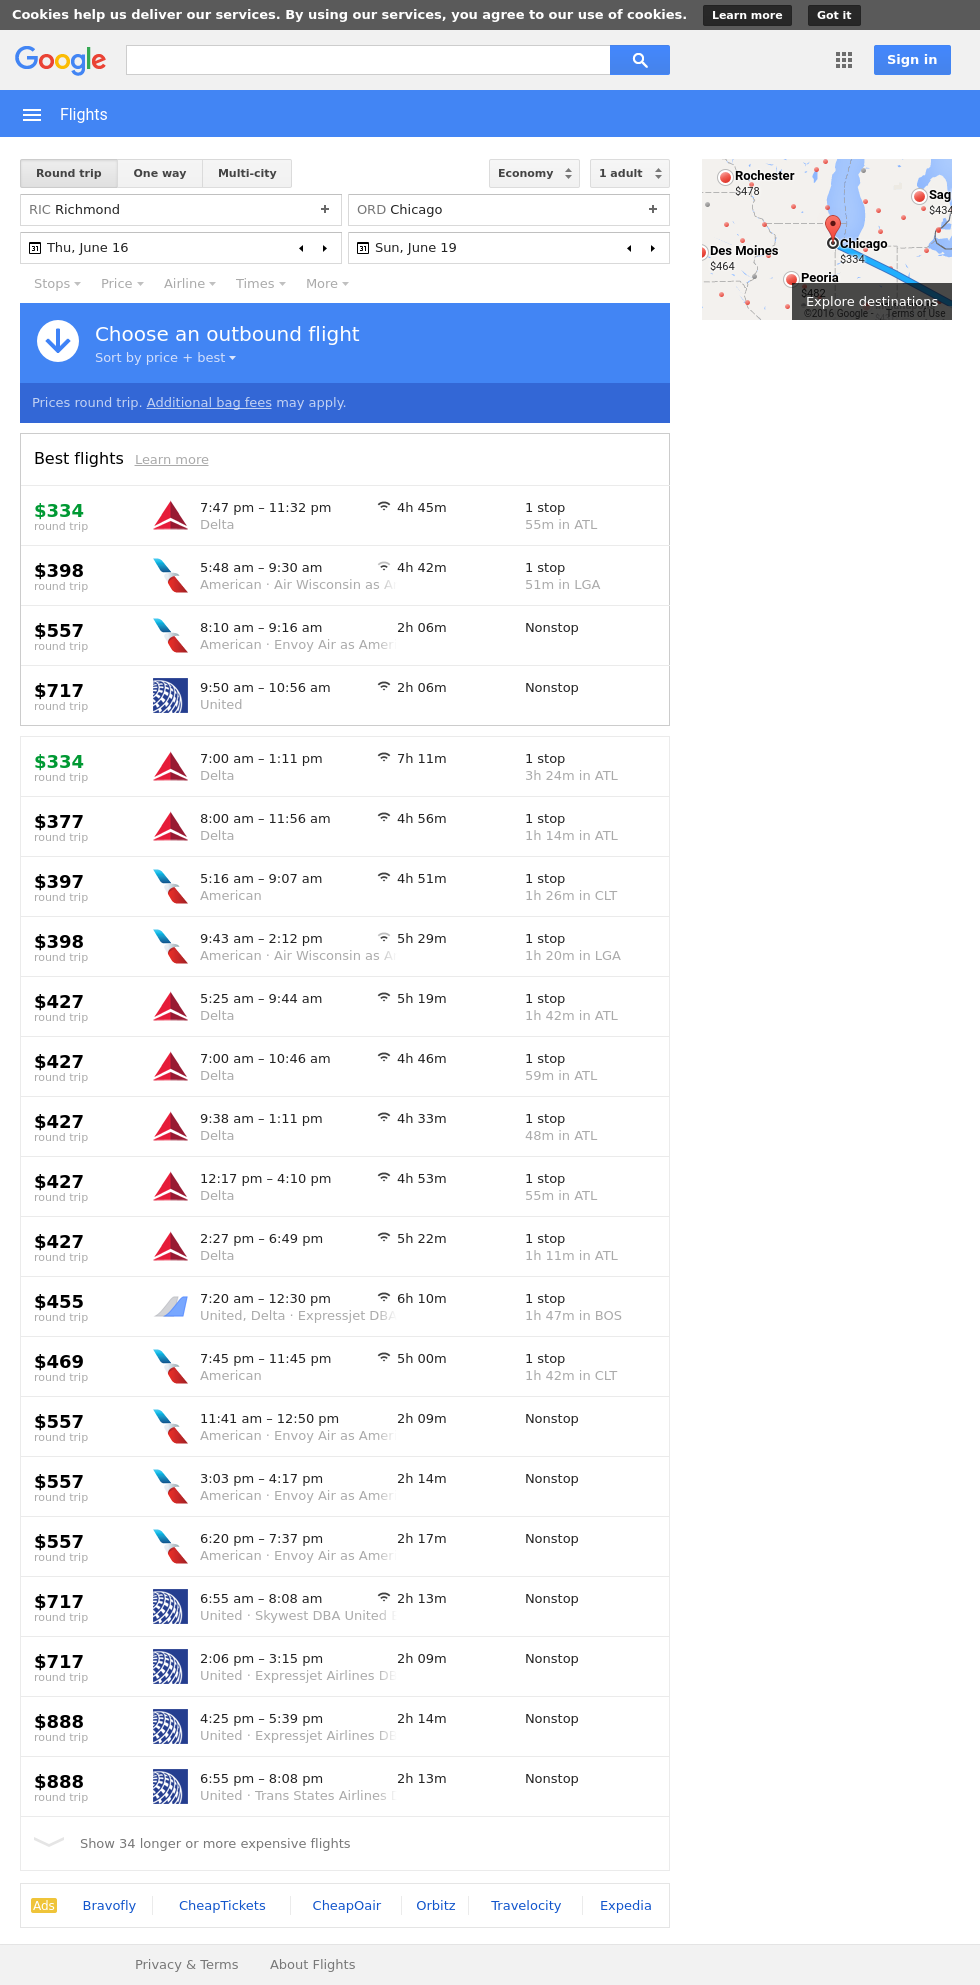 Cookies help us deliver our services. By using our services, you agree to our use of cookies. Learn more Got it
Google
Sign in
Flights
Round trip One way Multi-city Economy 1 adult
RIC Richmond + ORD Chicago +
31 Thu, June 16 31 Sun, June 19
Stops Price Airline Times More
Choose an outbound flight
Sort by price + best
Prices round trip. Additional bag fees may apply.
Rochester
$478
Sag
$434
Chicago
$334
Des Moines
$464
Peoria
$482
Explore destinations
©2016 Google - Terms of Use
Best flights Learn more
$334 7:47 pm – 11:32 pm 4h 45m 1 stop
round trip Delta 55m in ATL
$398 5:48 am – 9:30 am 4h 42m 1 stop
round trip American · Air Wisconsin as A 51m in LGA
$557 8:10 am – 9:16 am 2h 06m Nonstop
round trip American · Envoy Air as Amer
$717 9:50 am – 10:56 am 2h 06m Nonstop
round trip United
$334 7:00 am – 1:11 pm 7h 11m 1 stop
round trip Delta 3h 24m in ATL
$377 8:00 am – 11:56 am 4h 56m 1 stop
round trip Delta 1h 14m in ATL
$397 5:16 am – 9:07 am 4h 51m 1 stop
round trip American 1h 26m in CLT
$398 9:43 am – 2:12 pm 5h 29m 1 stop
round trip American · Air Wisconsin as A 1h 20m in LGA
$427 5:25 am – 9:44 am 5h 19m 1 stop
round trip Delta 1h 42m in ATL
$427 7:00 am – 10:46 am 4h 46m 1 stop
round trip Delta 59m in ATL
$427 9:38 am – 1:11 pm 4h 33m 1 stop
round trip Delta 48m in ATL
$427 12:17 pm – 4:10 pm 4h 53m 1 stop
round trip Delta 55m in ATL
$427 2:27 pm – 6:49 pm 5h 22m 1 stop
round trip Delta 1h 11m in ATL
$455 7:20 am – 12:30 pm 6h 10m 1 stop
round trip United, Delta · Expressjet DBA 1h 47m in BOS
$469 7:45 pm – 11:45 pm 5h 00m 1 stop
round trip American 1h 42m in CLT
$557 11:41 am – 12:50 pm 2h 09m Nonstop
round trip American · Envoy Air as Amer
$557 3:03 pm – 4:17 pm 2h 14m Nonstop
round trip American · Envoy Air as Amer
$557 6:20 pm – 7:37 pm 2h 17m Nonstop
round trip American · Envoy Air as Amer
$717 6:55 am – 8:08 am 2h 13m Nonstop
round trip United · Skywest DBA United
$717 2:06 pm – 3:15 pm 2h 09m Nonstop
round trip United · Expressjet Airlines DB
$888 4:25 pm – 5:39 pm 2h 14m Nonstop
round trip United · Expressjet Airlines DB
$888 6:55 pm – 8:08 pm 2h 13m Nonstop
round trip United · Trans States Airlines
Show 34 longer or more expensive flights
Ads Bravofly CheapTickets CheapOair Orbitz Travelocity Expedia
Privacy & Terms About Flights